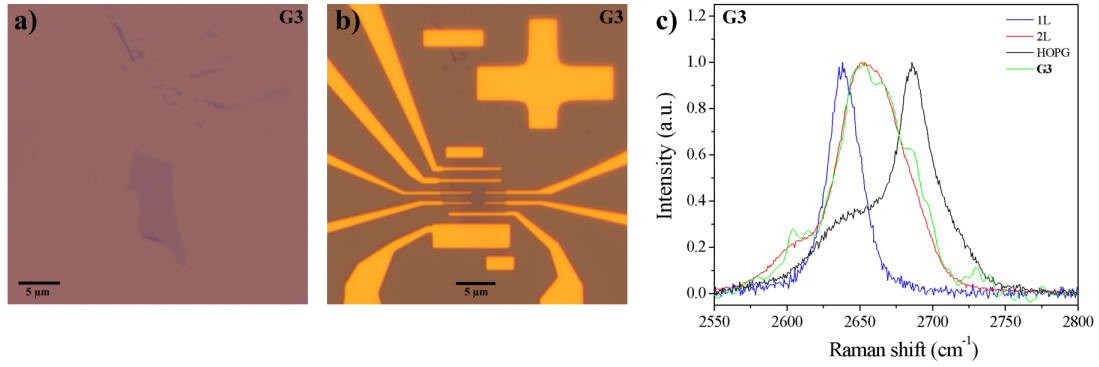 a)
G3
5 µm
b)
G3
5 µm
c)
G3
1L
2L
HOPG
G3
Intensity (a.u.)
1.2
1.0
0.8
0.6
0.4
0.2
0.0
2550
2600
2650
2700
2750
2800
Raman shift (cm⁻¹)